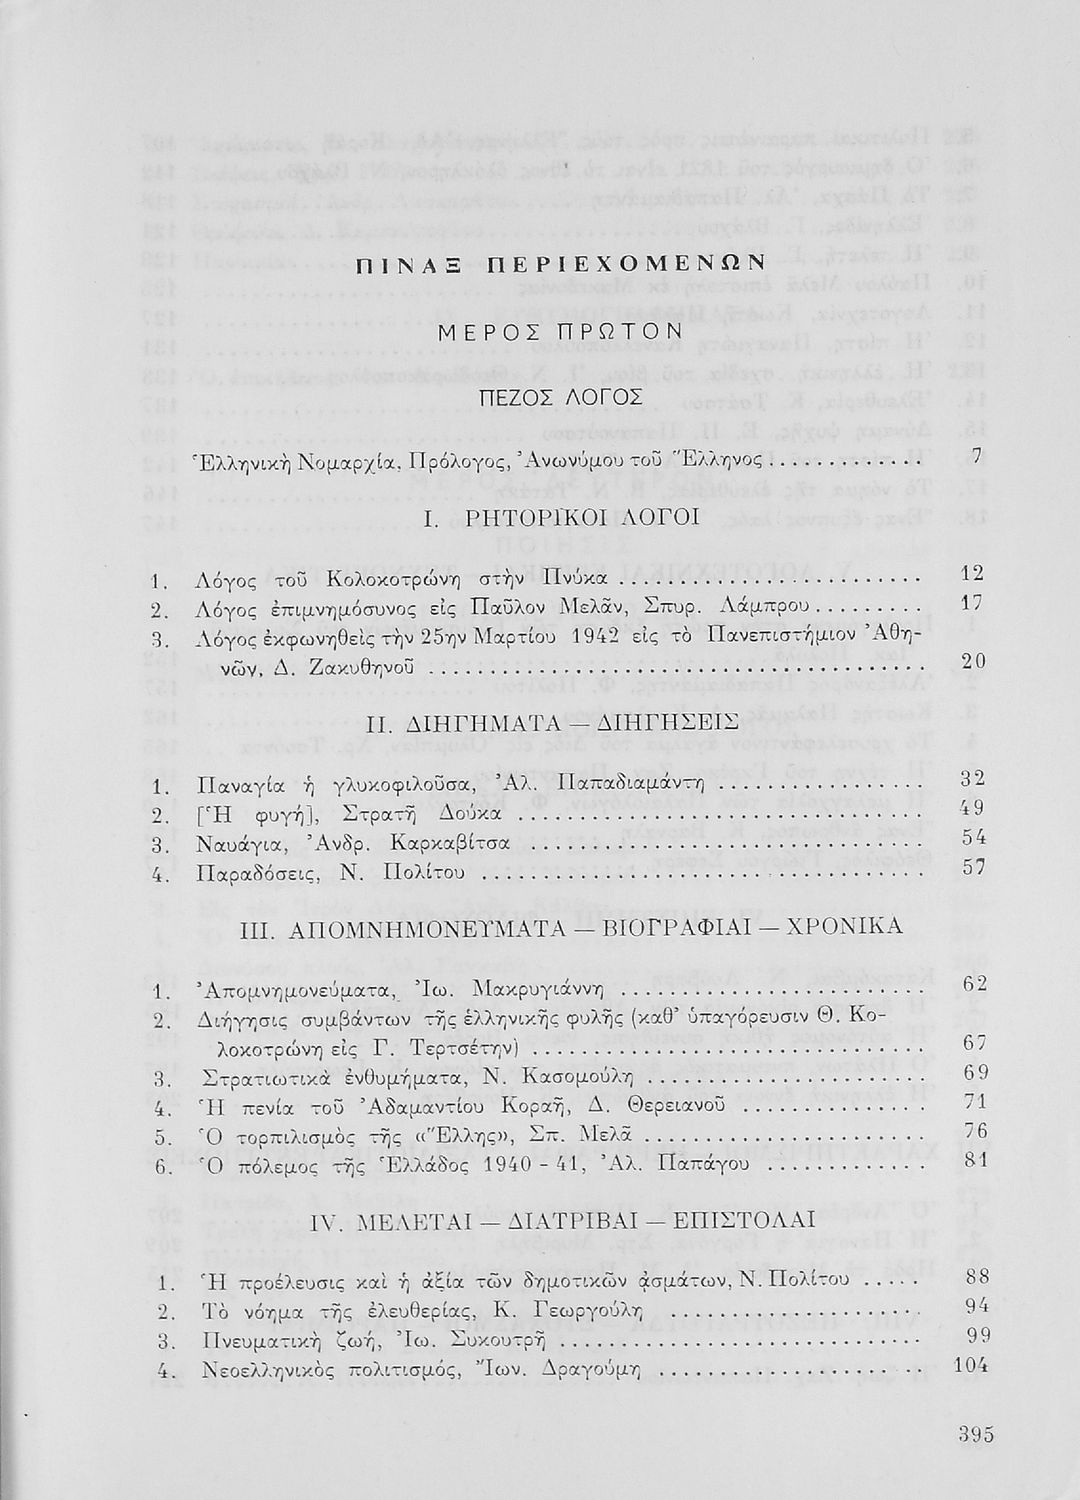 ΠΙΝΑΞ ΠΕΡΙΕΧΟΜΕΝΩΝ
ΜΕΡΟΣ ΠΡΩΤΟΝ
ΠΕΖΟΣ ΛΟΓΟΣ
Ἑλληνικὴ Νομαρχία, Πρόλογος, Ἀνωνύμου τοῦ Ἕλληνος ............ 7
I. ΡΗΤΟΡΙΚΟΙ ΛΟΓΟΙ
1. Λόγος τοῦ Κολοκοτρώνη στὴν Πνύκα ............ 12
2. Λόγος ἐπιμνημόσυνος εἰς Παῦλον Μελᾶν, Σπυρ. Λάμπρου ......... 17
3. Λόγος ἐκφωνηθεὶς τὴν 25ην Μαρτίου 1942 εἰς τὸ Πανεπιστήμιον Ἀθη-
νῶν, Δ. Ζακυθηνοῦ ............ 20
II. ΔΙΗΓΗΜΑΤΑ — ΔΙΗΓΗΣΕΙΣ
1. Παναγία ἡ γλυκοφιλοῦσα, Ἀλ. Παπαδιαμάντη ............ 32
2. [Ἡ φυγή], Στρατῆ Δούκα ............ 49
3. Ναυάγια, Ἀνδρ. Καρκαβίτσα ............ 54
4. Παραδόσεις, Ν. Πολίτου ............ 57
III. ΑΠΟΜΝΗΜΟΝΕΥΜΑΤΑ — ΒΙΟΓΡΑΦΙΑΙ — ΧΡΟΝΙΚΑ
1. Ἀπομνημονεύματα, Ἰω. Μακρυγιάννη ............ 62
2. Διήγησις συμβάντων τῆς ἑλληνικῆς φυλῆς (καθ’ ὑπαγόρευσιν Θ. Κο-
λοκοτρώνη εἰς Γ. Τερτσέτην) ............ 67
3. Στρατιωτικὰ ἐνθυμήματα, Ν. Κασομούλη ............ 69
4. Ἡ πενία τοῦ Ἀδαμαντίου Κοραῆ, Δ. Θερειανοῦ ............ 71
5. Ὁ τορπιλισμὸς τῆς «Ἕλλης», Σπ. Μελᾶ ............ 76
6. Ὁ πόλεμος τῆς Ἑλλάδος 1940 - 41, Ἀλ. Παπάγου ............ 81
IV. ΜΕΛΕΤΑΙ — ΔΙΑΤΡΙΒΑΙ — ΕΠΙΣΤΟΛΑΙ
1. Ἡ προέλευσις καὶ ἡ ἀξία τῶν δημοτικῶν ᾀσμάτων, Ν. Πολίτου ..... 88
2. Τὸ νόημα τῆς ἐλευθερίας, Κ. Γεωργούλη ............ 94
3. Πνευματικὴ ζωή, Ἰω. Συκουτρῆ ............ 99
4. Νεοελληνικὸς πολιτισμός, Ἴων. Δραγούμη ............ 104
395